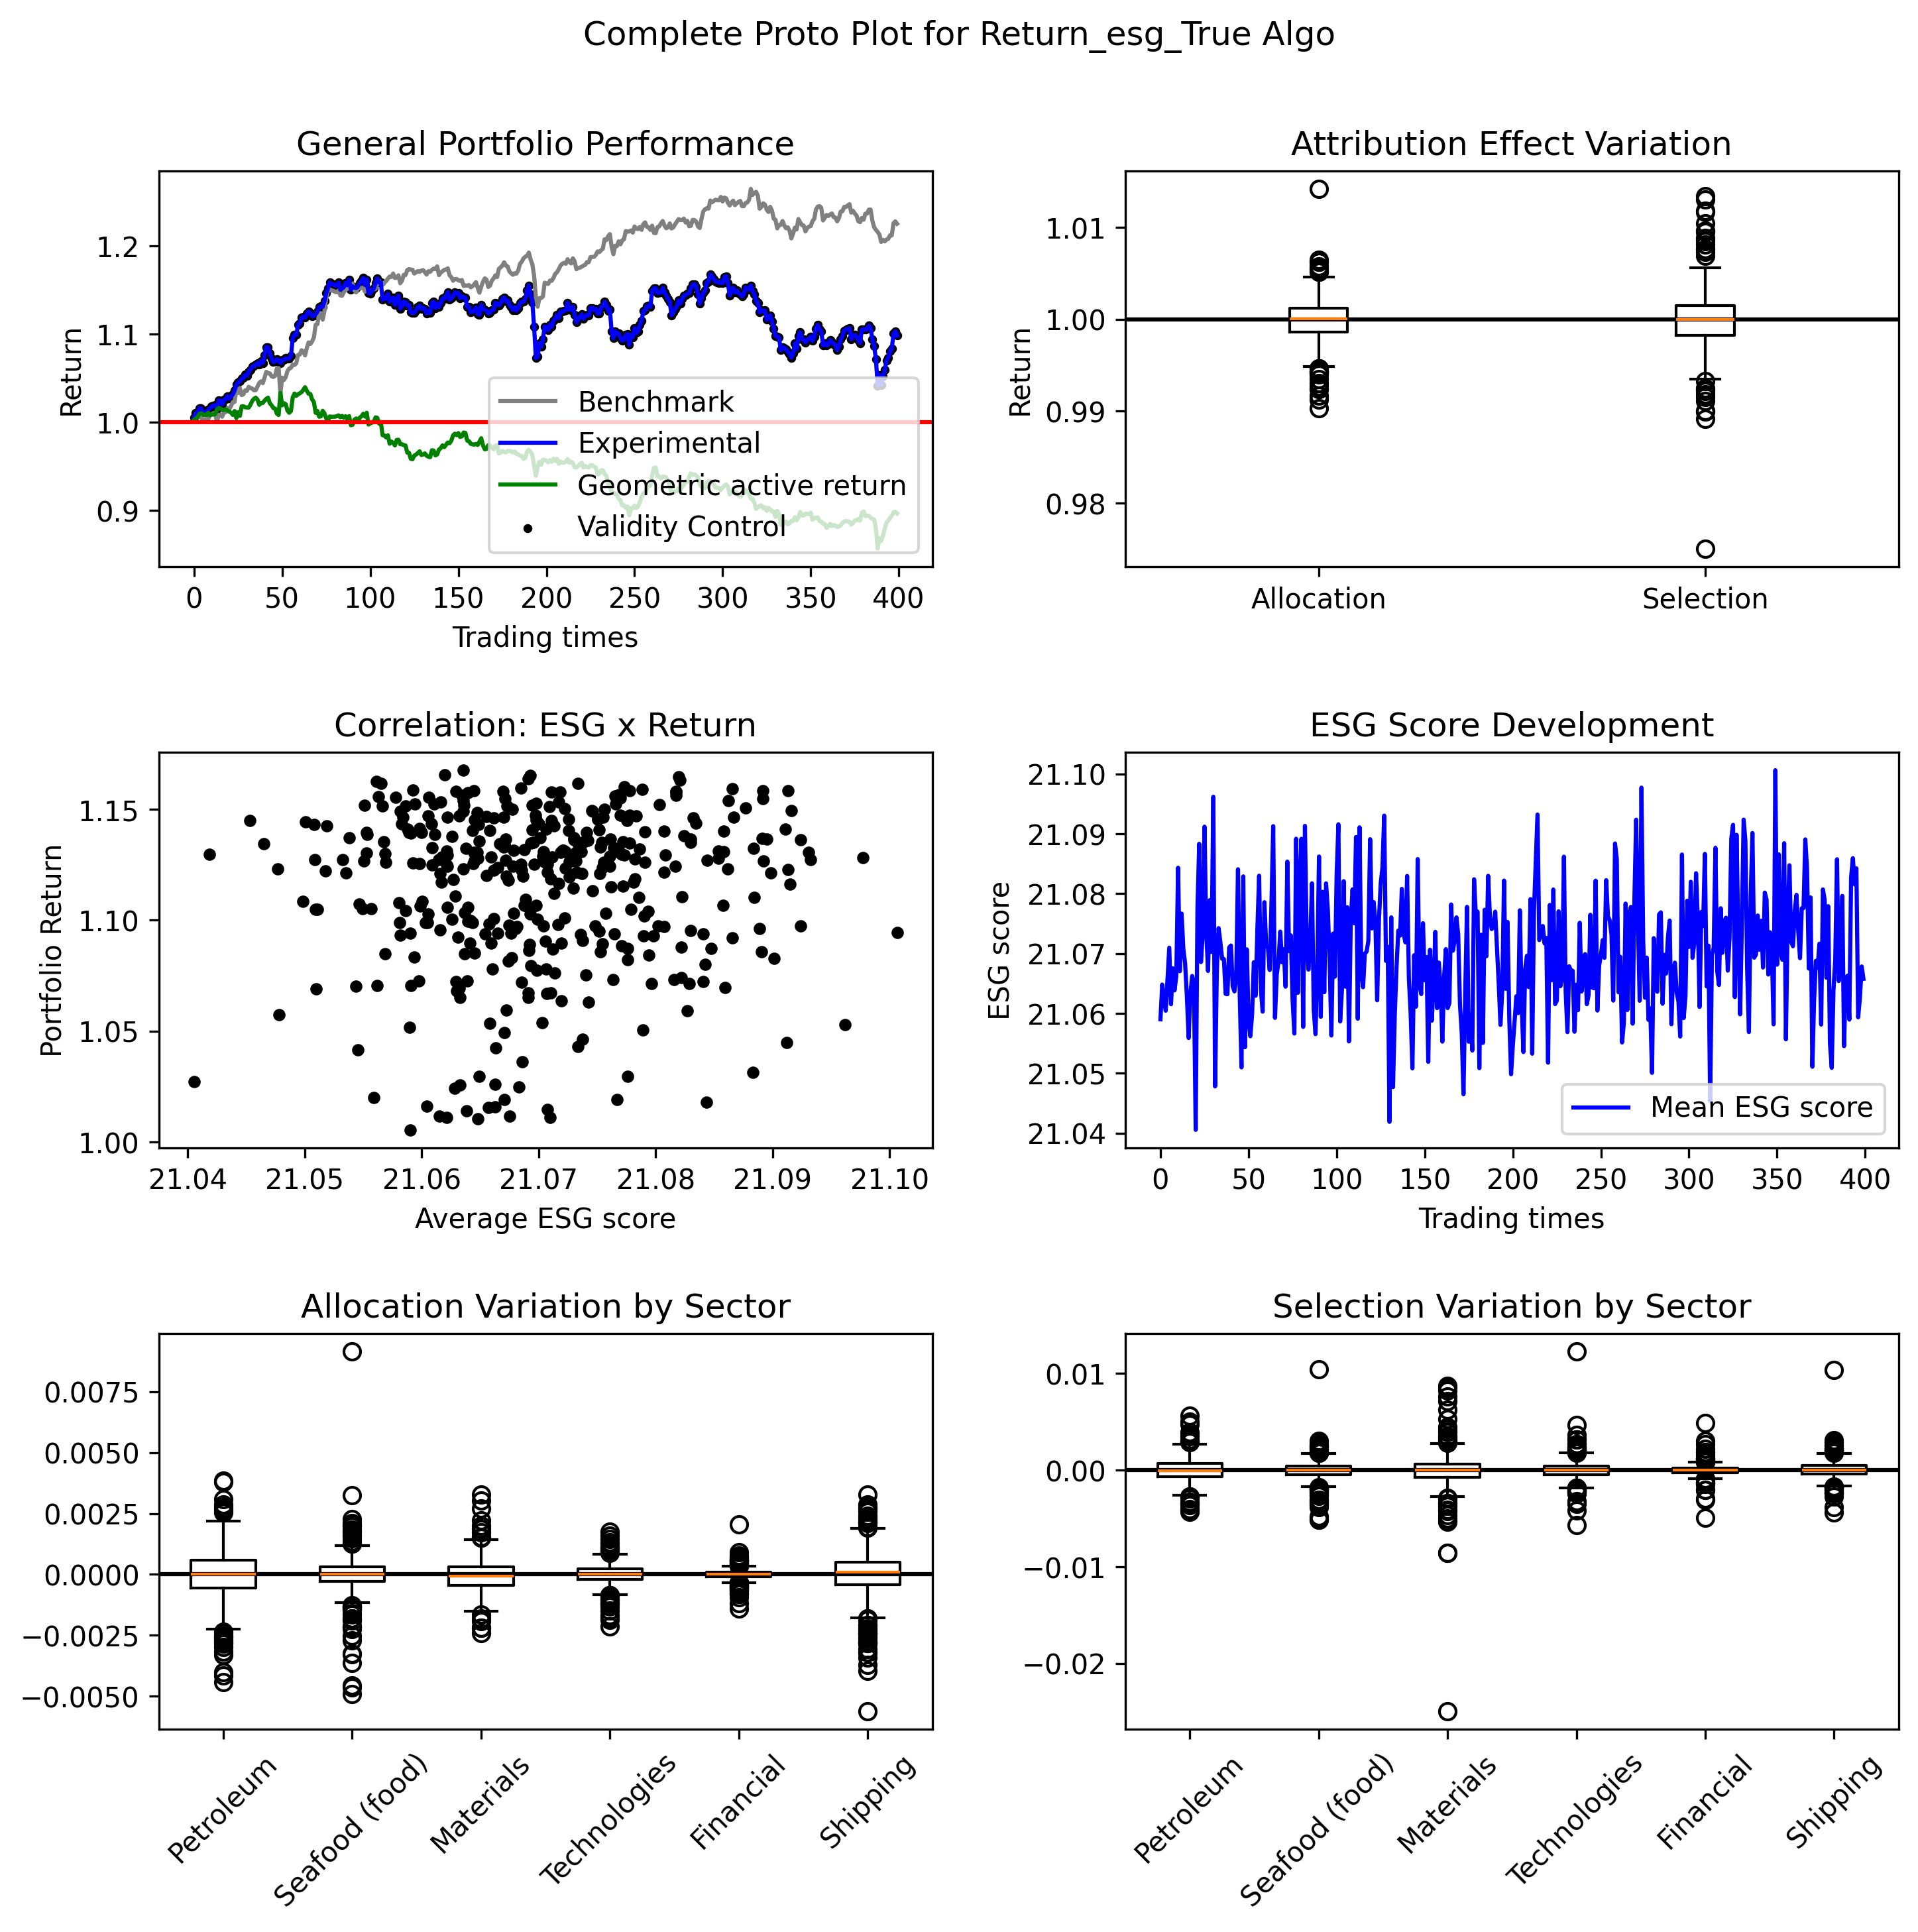 Complete Proto Plot for Return_esg_True Algo
General Portfolio Performance
Return
1.2
1.1
1.0
0.9
Benchmark
Experimental
Geometric active return
Validity Control
0 50 100 150 200 250 300 350 400
Trading times
Attribution Effect Variation
Return
1.01
1.00
0.99
0.98
Allocation Selection
Correlation: ESG x Return
Portfolio Return
1.15
1.10
1.05
1.00
21.04 21.05 21.06 21.07 21.08 21.09 21.10
Average ESG score
ESG Score Development
ESG score
21.10
21.09
21.08
21.07
21.06
21.05
21.04
Mean ESG score
0 50 100 150 200 250 300 350 400
Trading times
Allocation Variation by Sector
0.0075
0.0050
0.0025
0.0000
−0.0025
−0.0050
Petroleum
Seafood (food)
Materials
Technologies
Financial
Shipping
Selection Variation by Sector
0.01
0.00
−0.01
−0.02
Petroleum
Seafood (food)
Materials
Technologies
Financial
Shipping